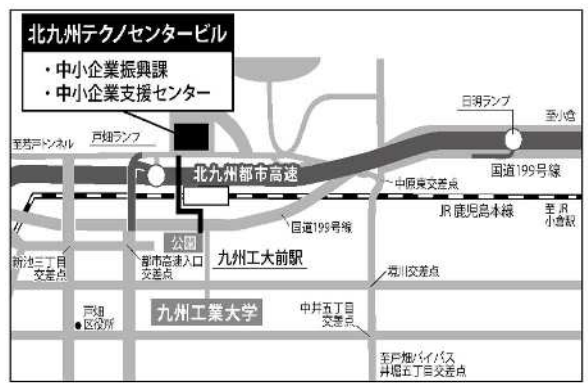 北九州テクノセンタービル
・中小企業振興課
・中小企業支援センター
日明ランプ
至小倉
至若戸トンネル
戸畑ランプ
北九州都市高速
国道199号線
中原東交差点
JR鹿児島本線
至JR
小倉駅
国道199号線
公園
九州工大前駅
新池三丁目
交差点
都市高速入口
交差点
境川交差点
戸畑
●区役所
九州工業大学
中井五丁目
交差点
至戸畑バイパス
井堀五丁目交差点